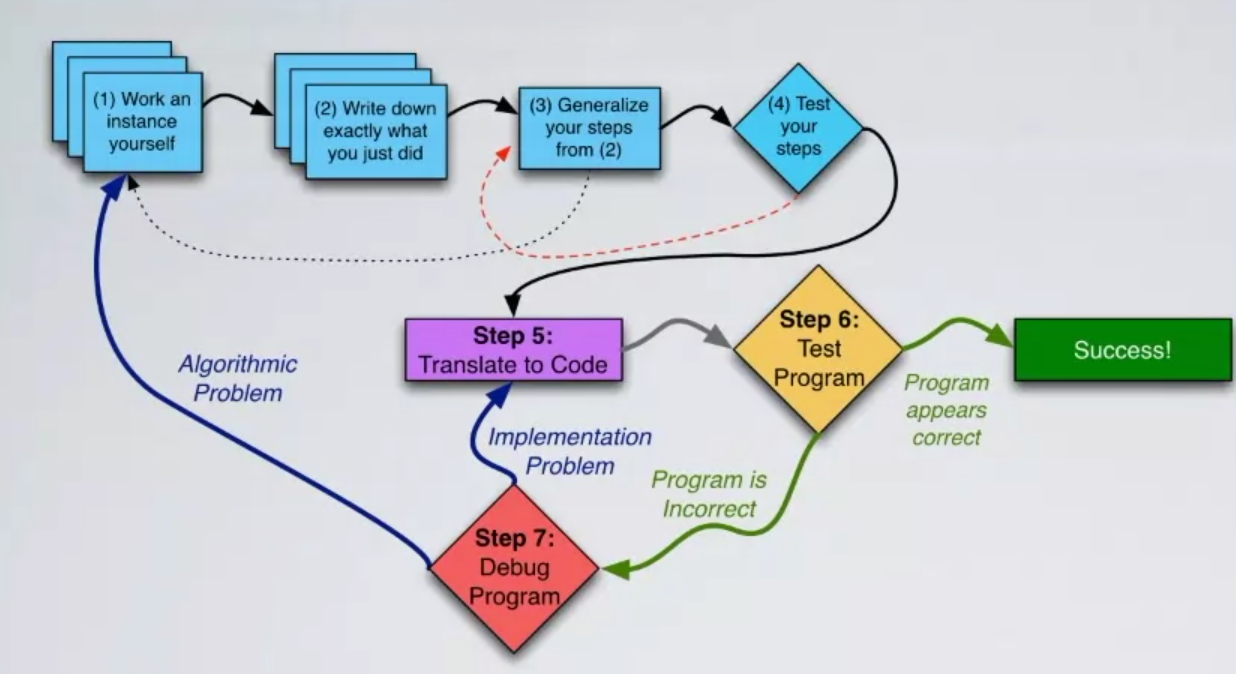 (1) Work an
instance
yourself
(2) Write down
exactly what
you just did
(3) Generalize
your steps
from (2)
(4) Test
your
steps
Step 5:
Translate to Code
Step 6:
Test
Program
Success!
Algorithmic
Problem
Implementation
Problem
Program
appears
correct
Program is
Incorrect
Step 7:
Debug
Program